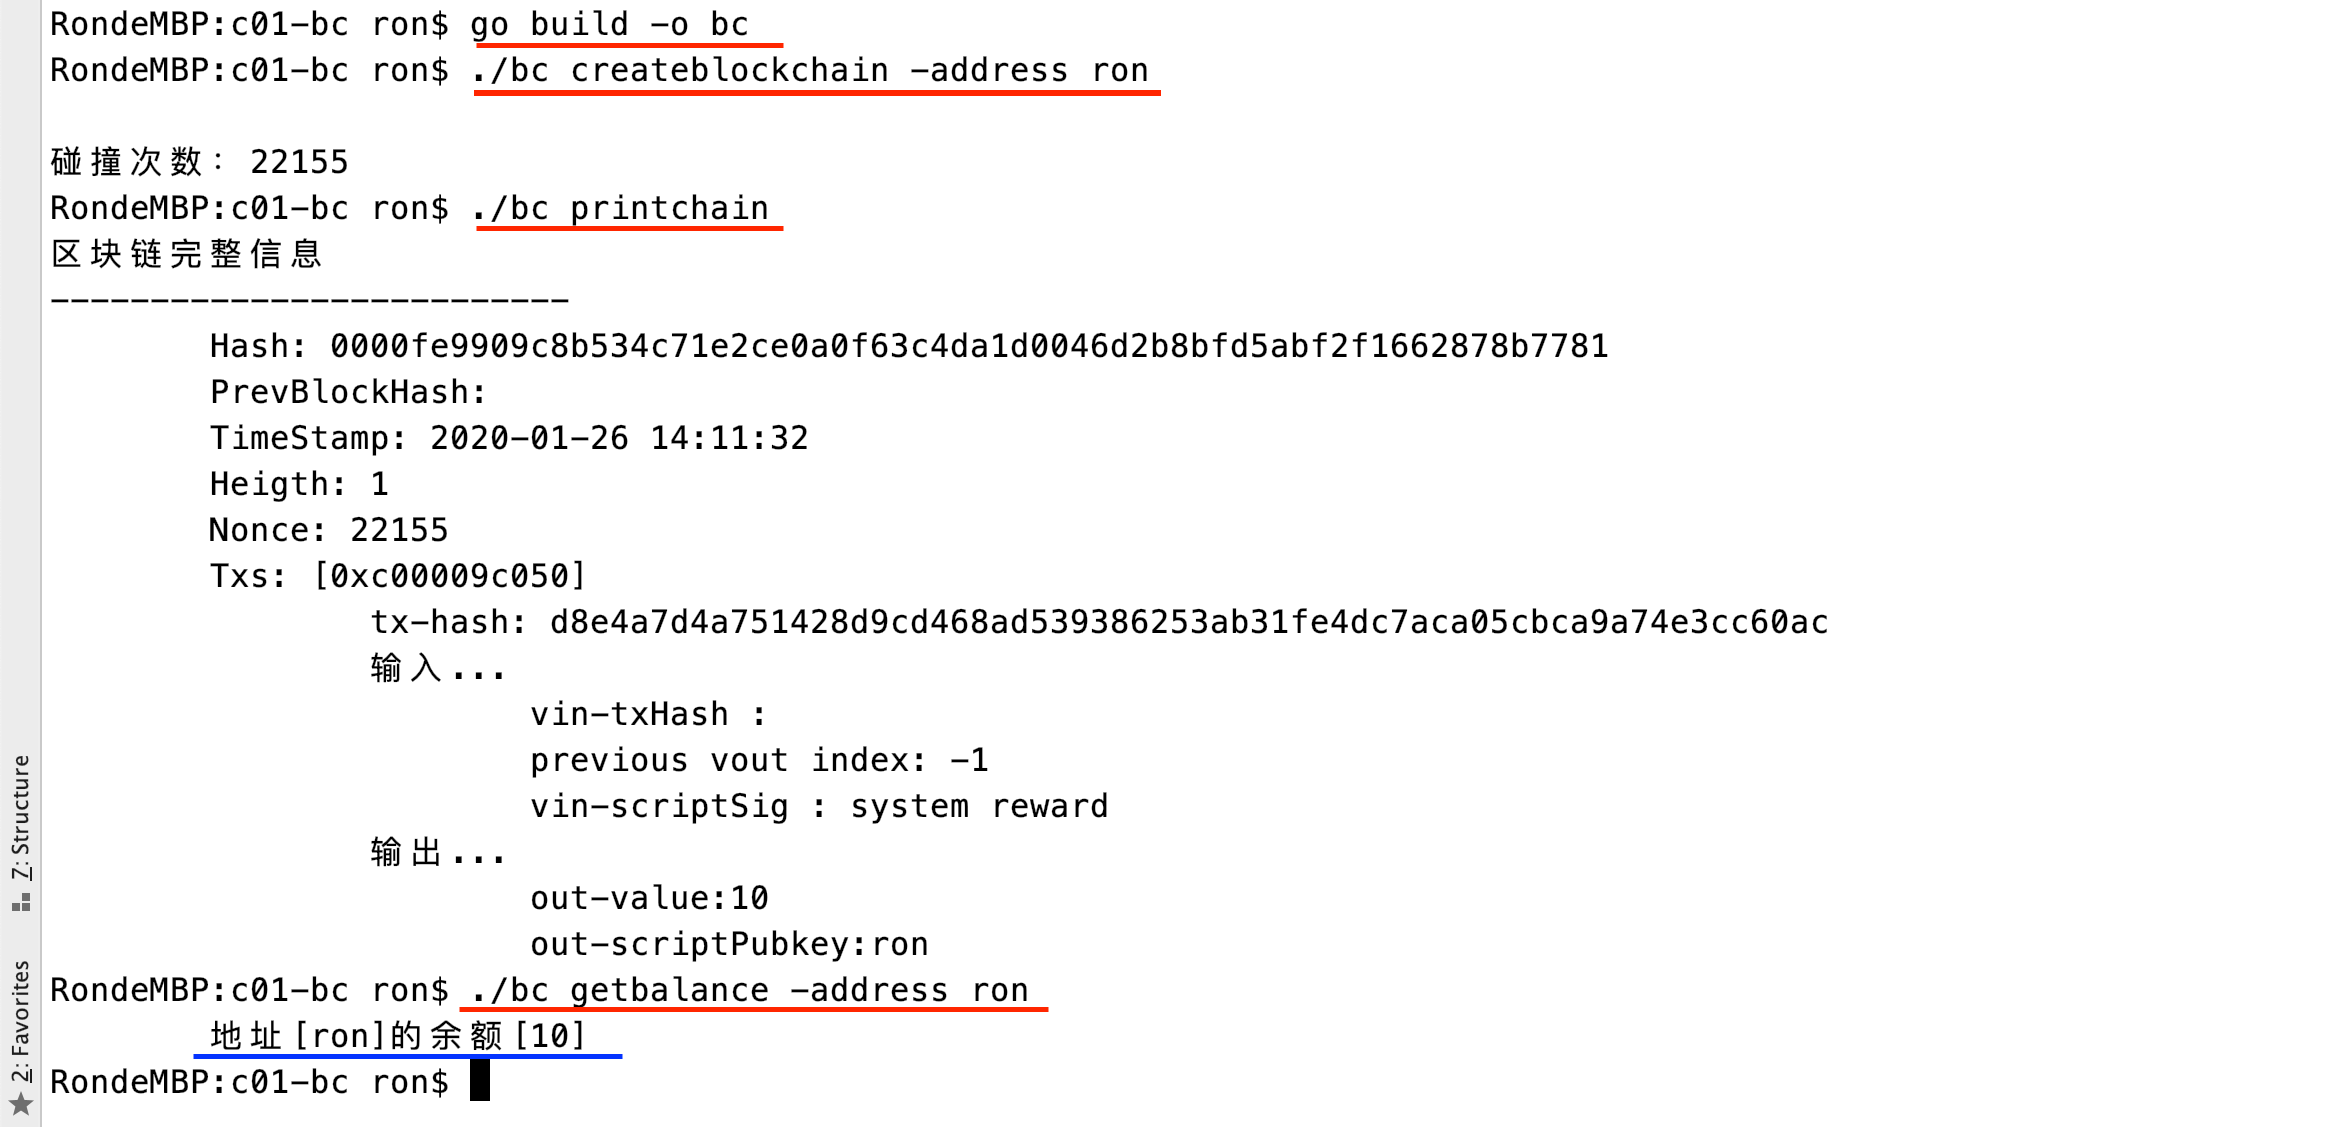 RondeMBP:c01-bc ron$ go build -o bc
RondeMBP:c01-bc ron$ ./bc createblockchain -address ron
碰撞次数: 22155
RondeMBP:c01-bc ron$ ./bc printchain
区块链完整信息
--------------------------
Hash: 0000fe9909c8b534c71e2ce0a0f63c4da1d0046d2b8bfd5abf2f1662878b7781
PrevBlockHash:
TimeStamp: 2020-01-26 14:11:32
Heigth: 1
Nonce: 22155
Txs: [0xc00009c050]
tx-hash: d8e4a7d4a751428d9cd468ad539386253ab31fe4dc7aca05cbca9a74e3cc60ac
输入...
vin-txHash :
previous vout index: -1
vin-scriptSig : system reward
输出...
out-value:10
out-scriptPubkey:ron
RondeMBP:c01-bc ron$ ./bc getbalance -address ron
地址[ron]的余额[10]
RondeMBP:c01-bc ron$
7: Structure
2: Favorites